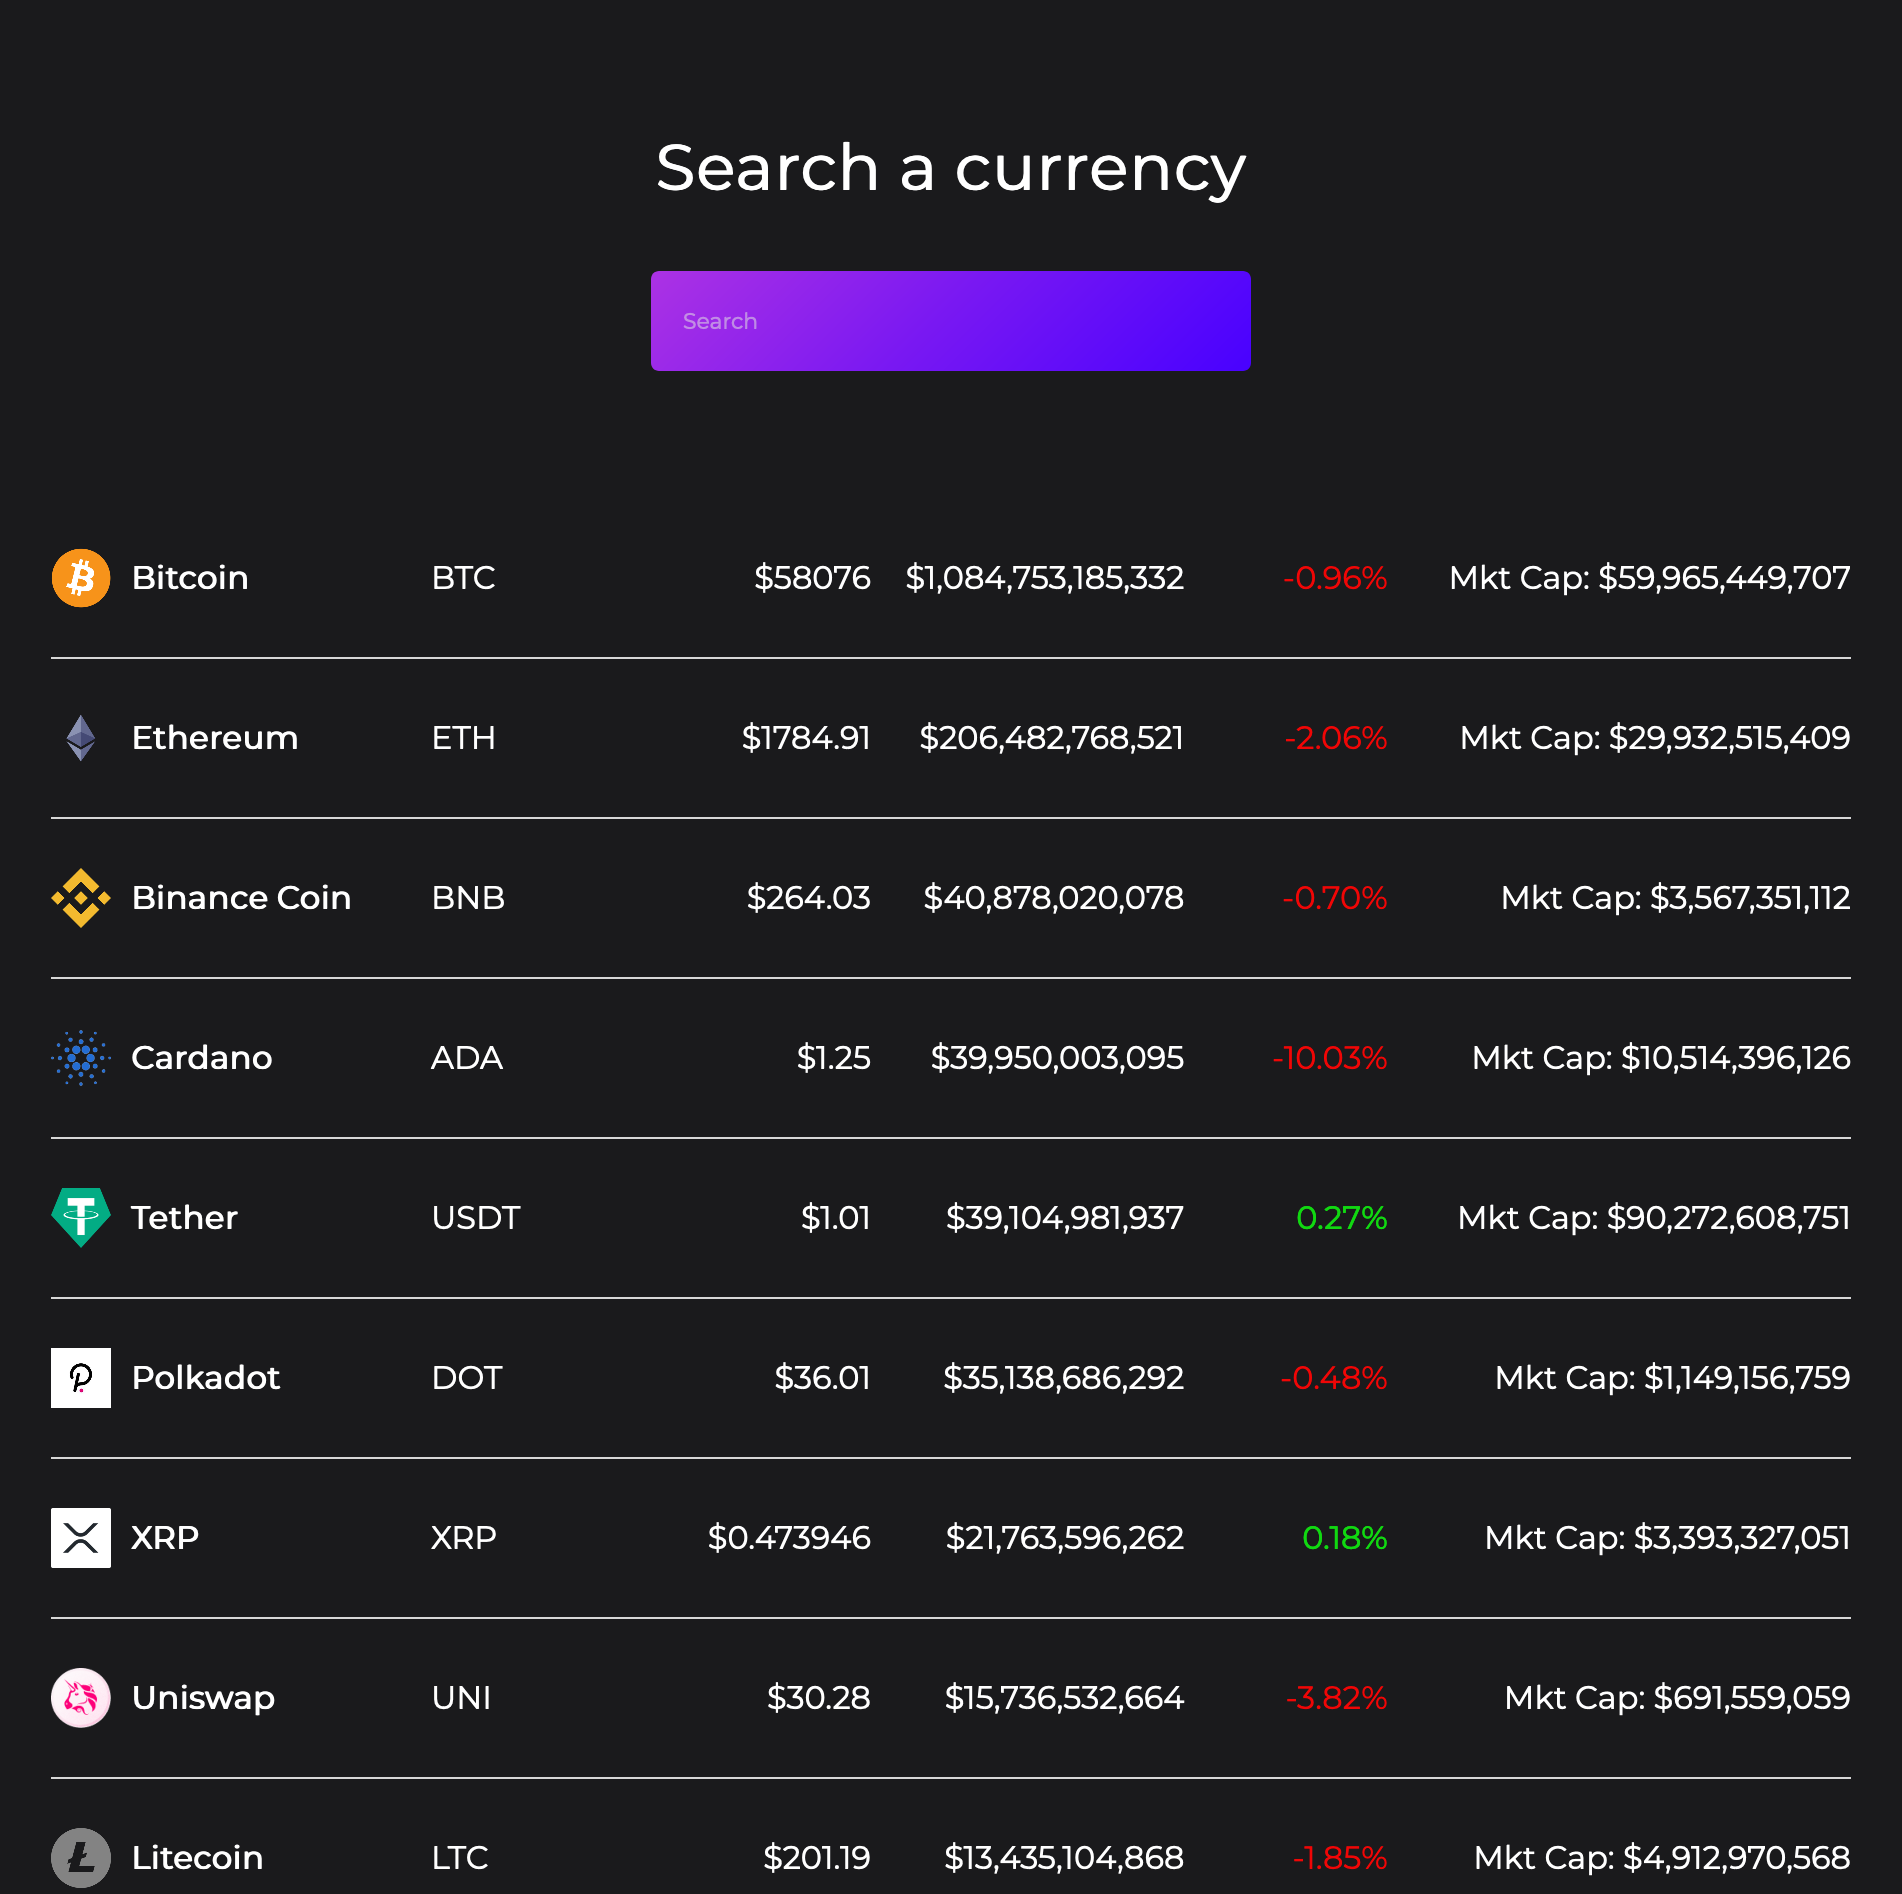 Search a currency
Search
Bitcoin BTC $58076 $1,084,753,185,332 -0.96% Mkt Cap: $59,965,449,707
Ethereum ETH $1784.91 $206,482,768,521 -2.06% Mkt Cap: $29,932,515,409
Binance Coin BNB $264.03 $40,878,020,078 -0.70% Mkt Cap: $3,567,351,112
Cardano ADA $1.25 $39,950,003,095 -10.03% Mkt Cap: $10,514,396,126
Tether USDT $1.01 $39,104,981,937 0.27% Mkt Cap: $90,272,608,751
Polkadot DOT $36.01 $35,138,686,292 -0.48% Mkt Cap: $1,149,156,759
XRP XRP $0.473946 $21,763,596,262 0.18% Mkt Cap: $3,393,327,051
Uniswap UNI $30.28 $15,736,532,664 -3.82% Mkt Cap: $691,559,059
Litecoin LTC $201.19 $13,435,104,868 -1.85% Mkt Cap: $4,912,970,568